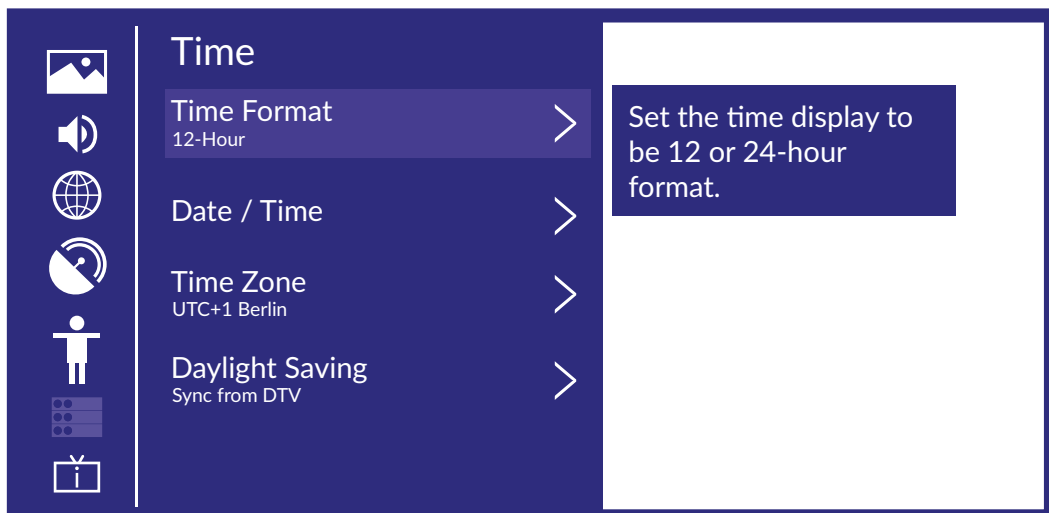 Time
Time Format
12-Hour
Date / Time
Time Zone
UTC+1 Berlin
Daylight Saving
Sync from DTV
Set the time display to
be 12 or 24-hour
format.
i